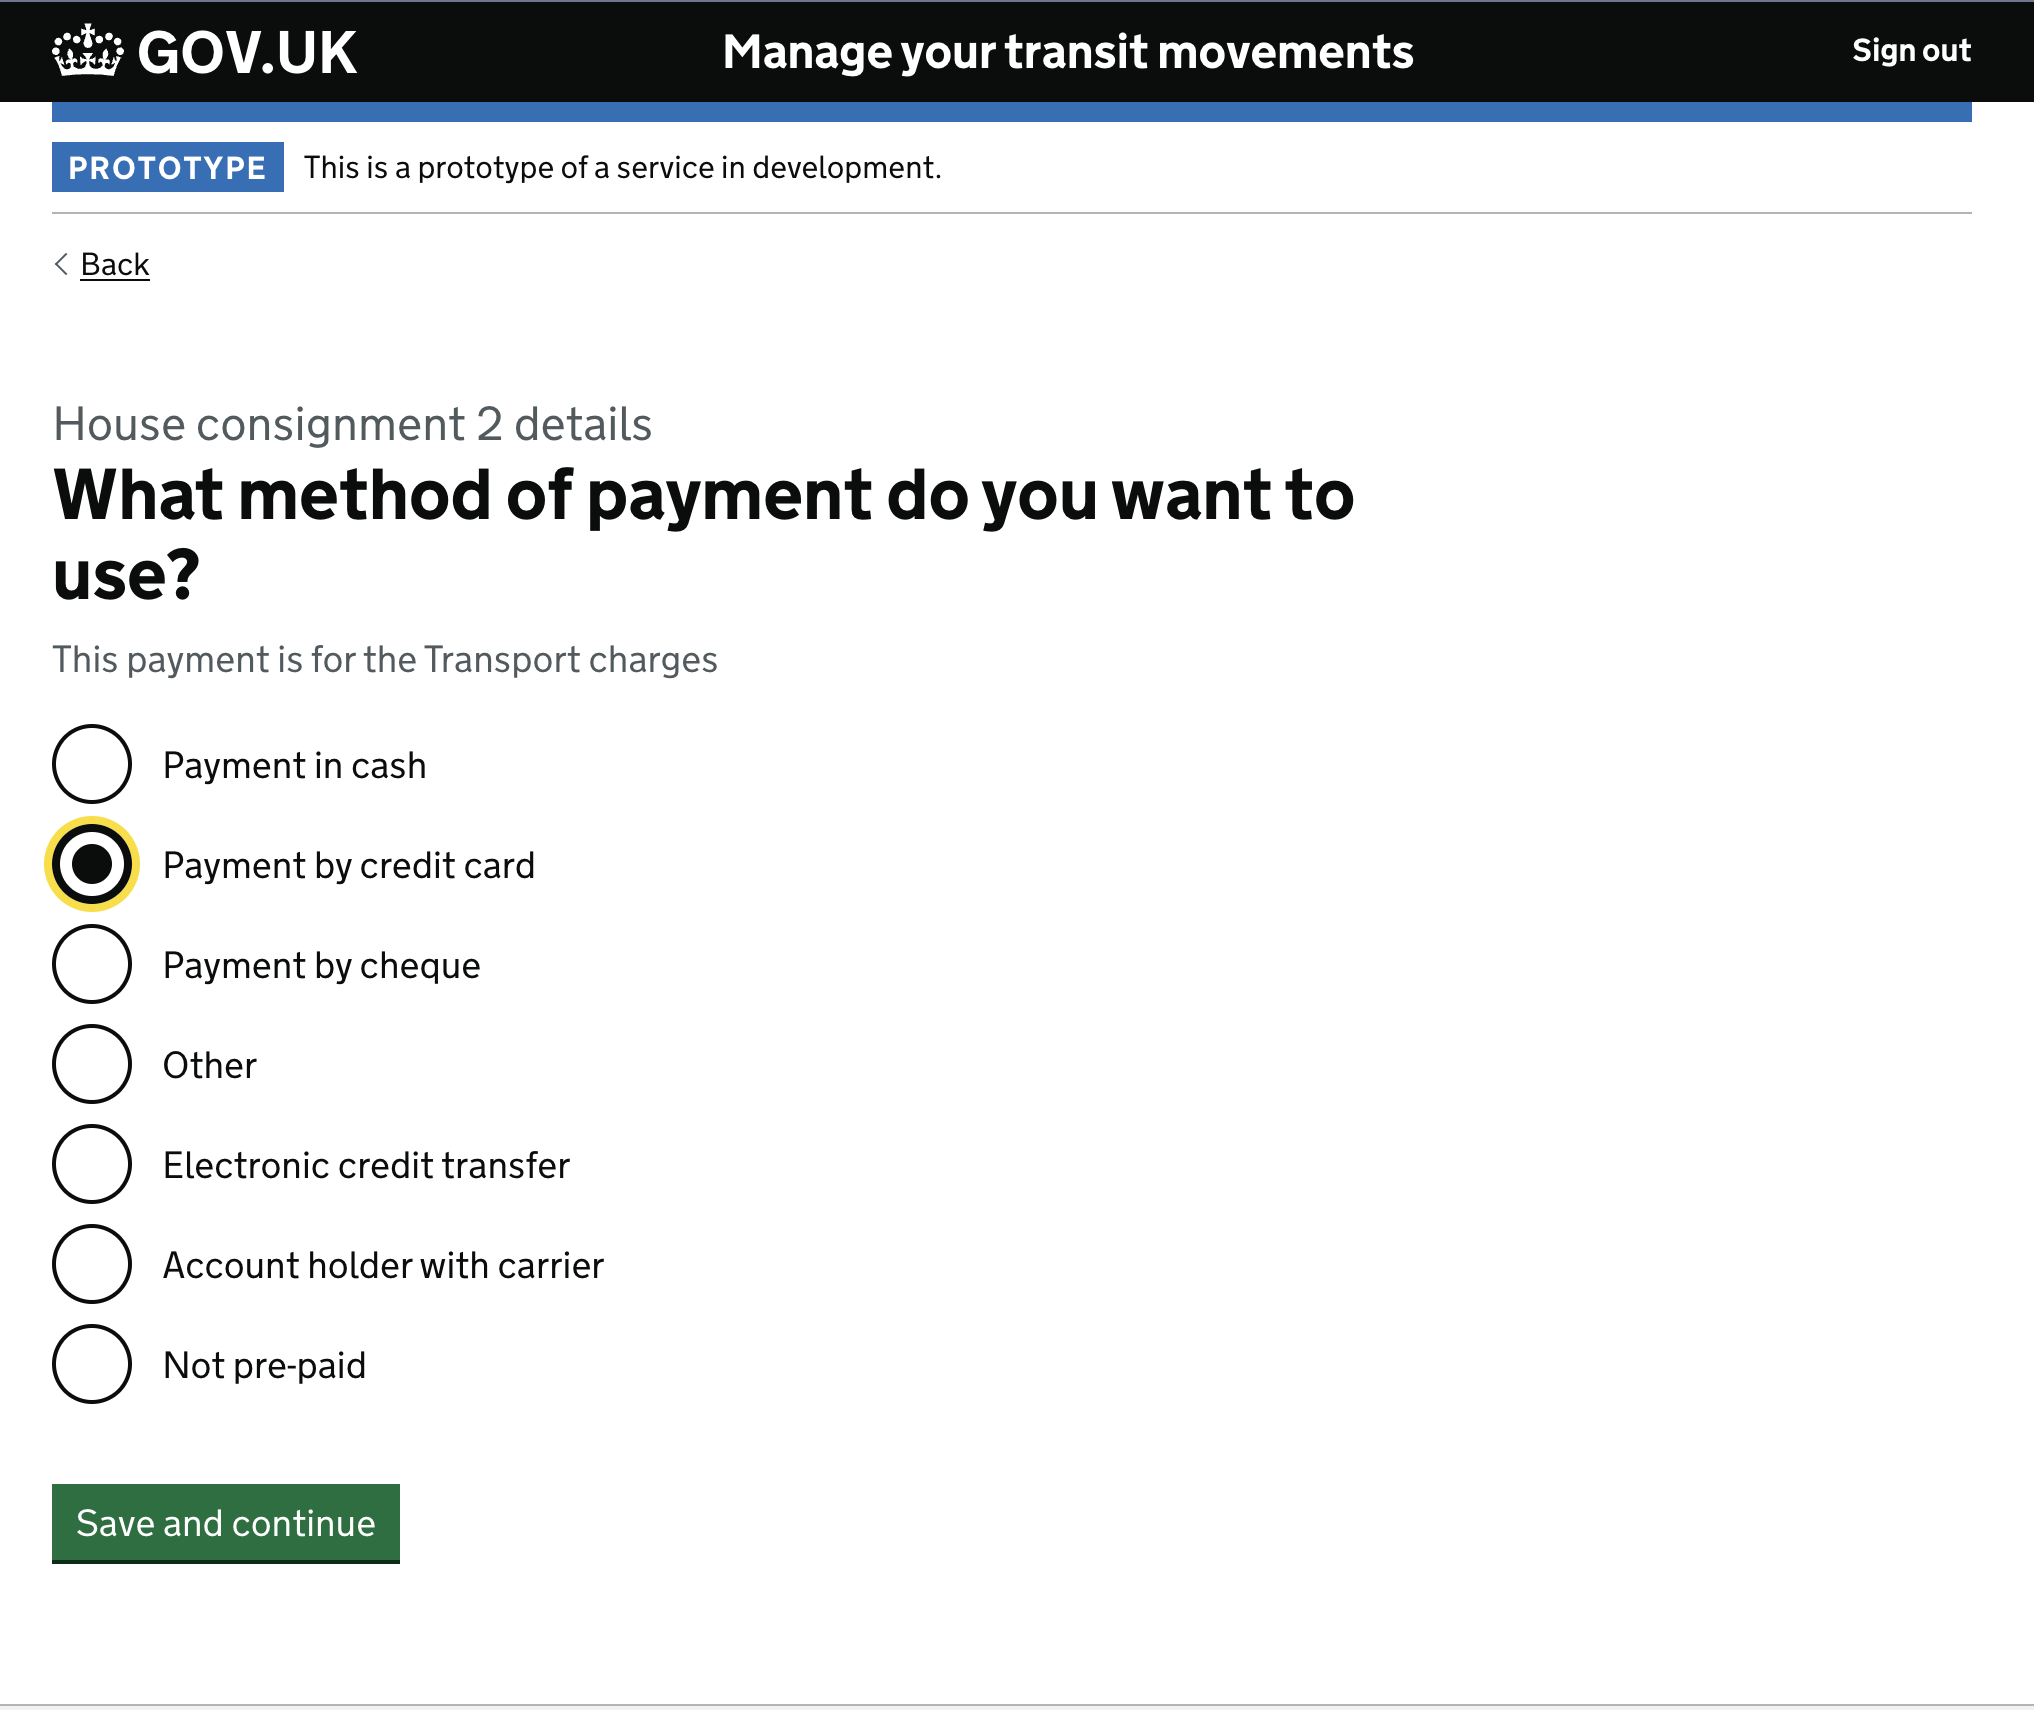 GOV.UK Manage your transit movements Sign out
PROTOTYPE This is a prototype of a service in development.
Back
House consignment 2 details
What method of payment do you want to
use?
This payment is for the Transport charges
Payment in cash
Payment by credit card
Payment by cheque
Other
Electronic credit transfer
Account holder with carrier
Not pre-paid
Save and continue